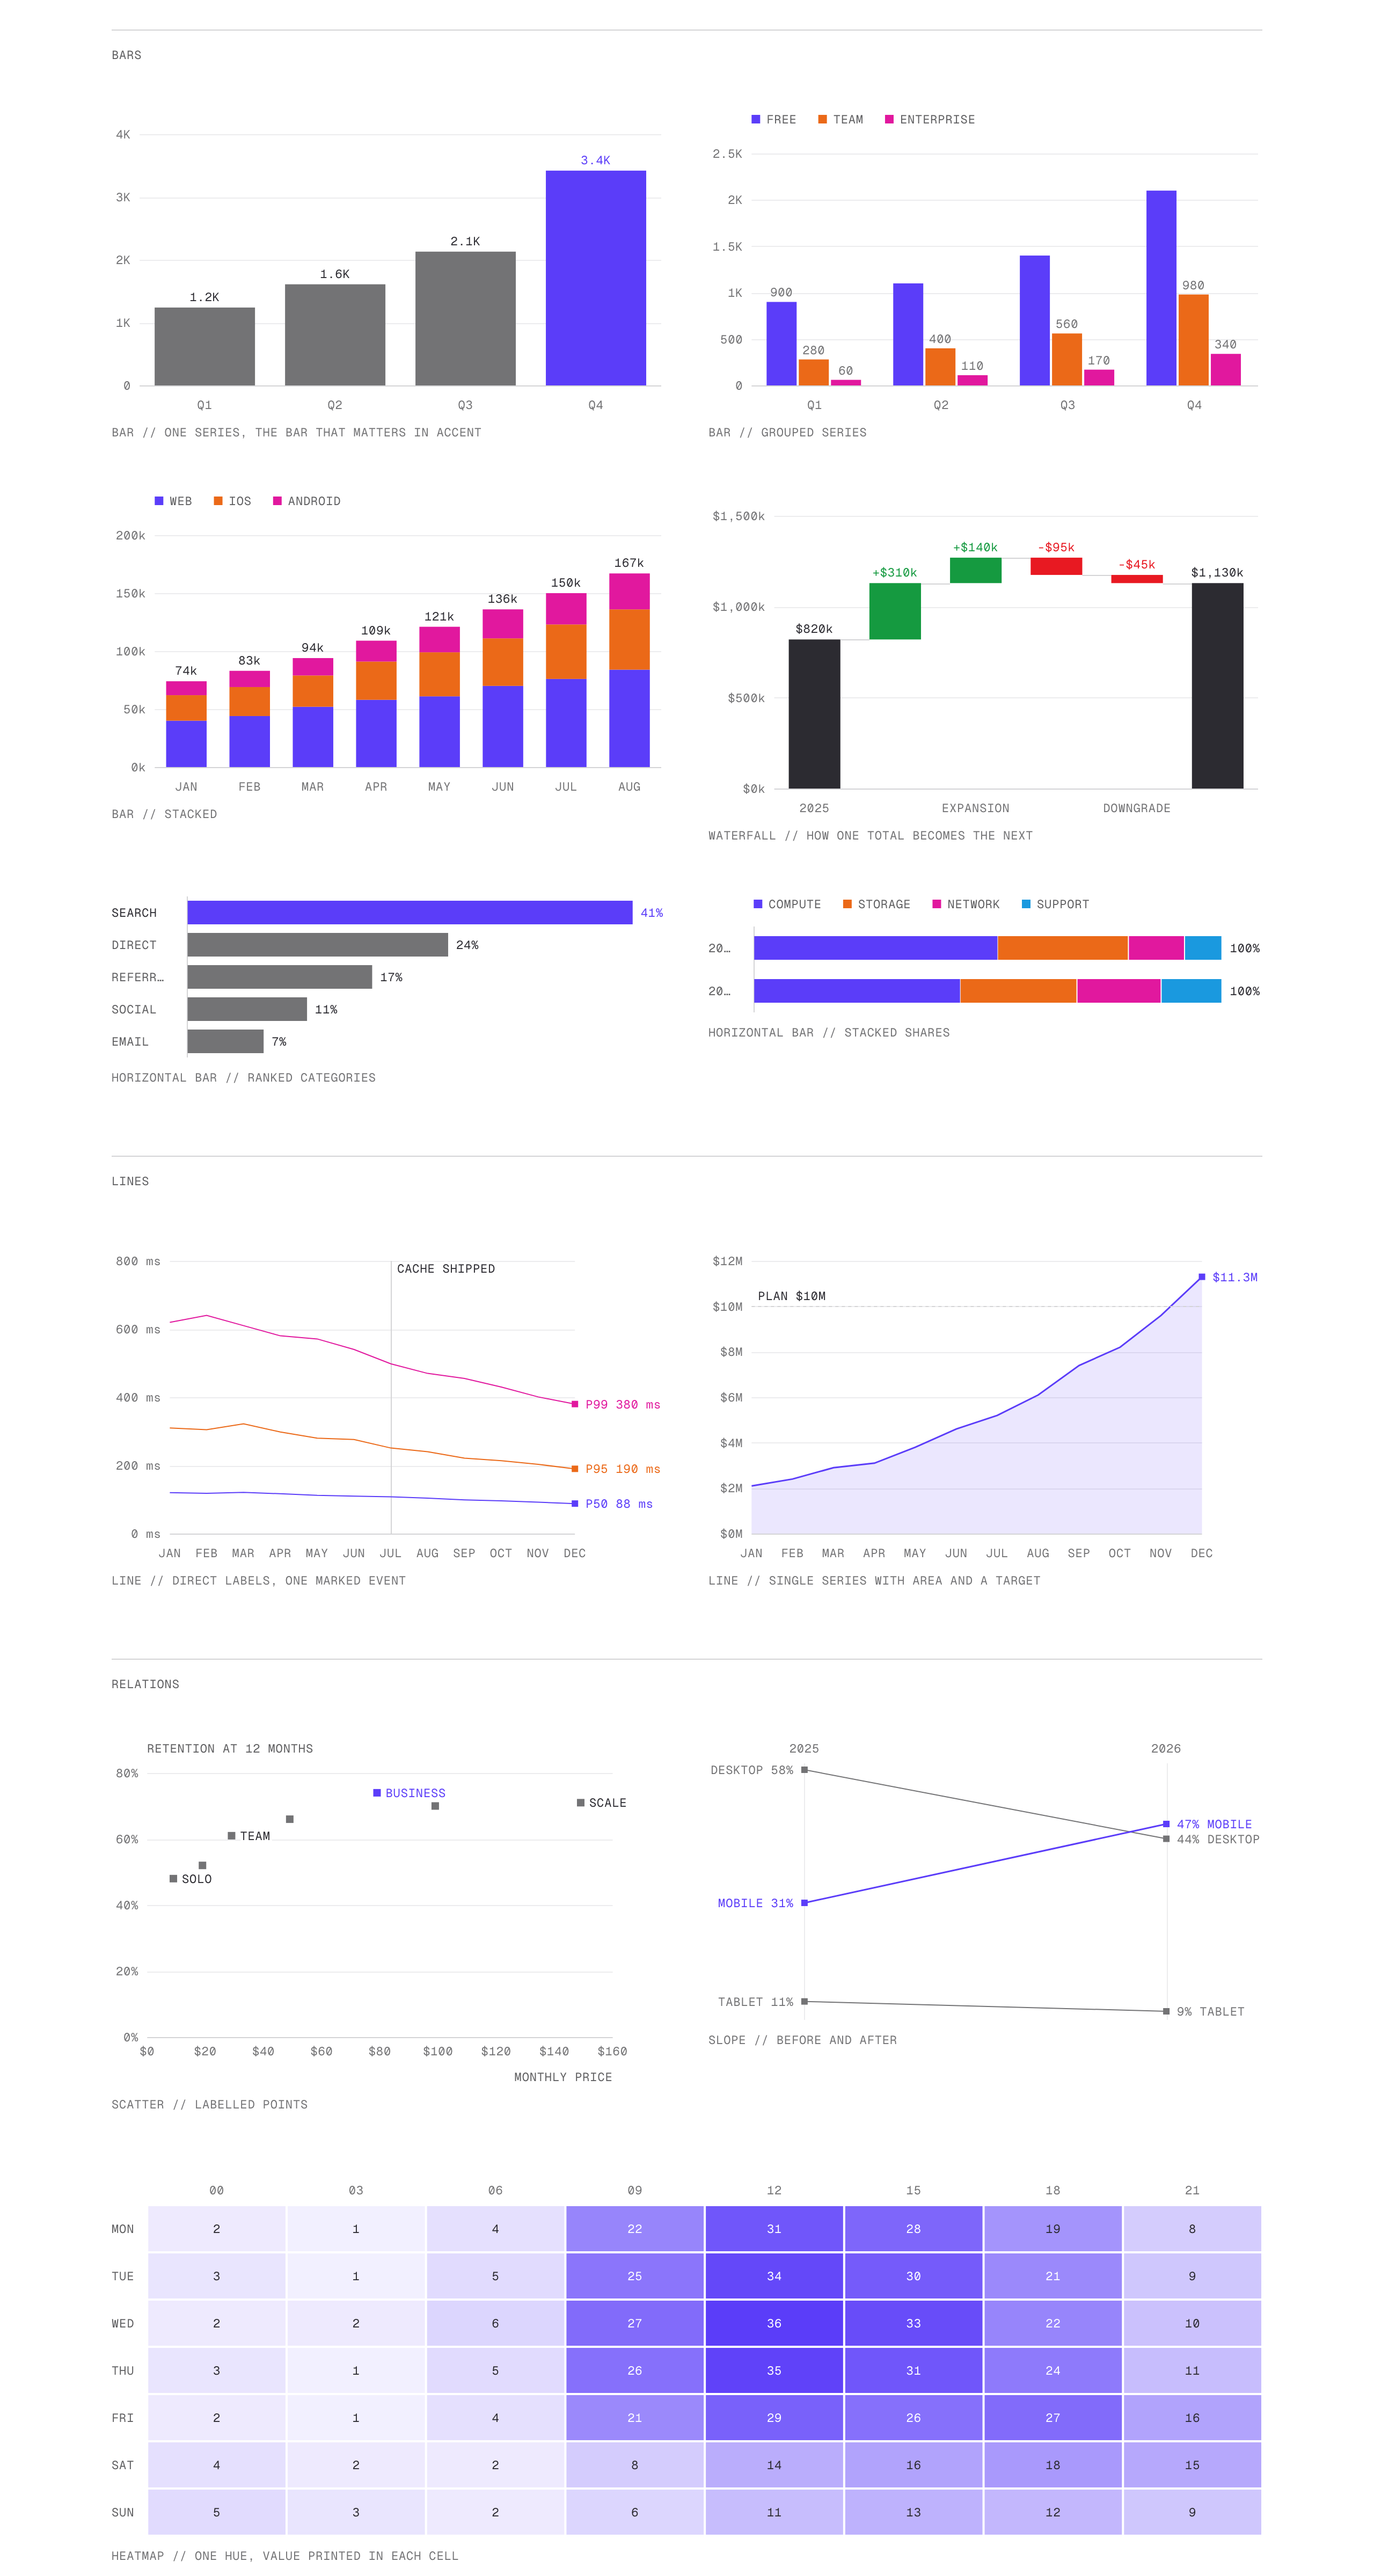 BARS
4K
3K
2K
1K
0
1.2K
1.6K
2.1K
3.4K
Q1 Q2 Q3 Q4
BAR // ONE SERIES, THE BAR THAT MATTERS IN ACCENT
FREE TEAM ENTERPRISE
2.5K
2K
1.5K
1K
500
0
900 280 60
400 110
560 170
980 340
Q1 Q2 Q3 Q4
BAR // GROUPED SERIES
WEB IOS ANDROID
200k
150k
100k
50k
0k
74k 83k 94k 109k 121k 136k 150k 167k
JAN FEB MAR APR MAY JUN JUL AUG
BAR // STACKED
$1,500k
$1,000k
$500k
$0k
$820k +$310k +$140k -$95k -$45k $1,130k
2025 EXPANSION DOWNGRADE
WATERFALL // HOW ONE TOTAL BECOMES THE NEXT
SEARCH 41%
DIRECT 24%
REFERR… 17%
SOCIAL 11%
EMAIL 7%
HORIZONTAL BAR // RANKED CATEGORIES
COMPUTE STORAGE NETWORK SUPPORT
20… 100%
20… 100%
HORIZONTAL BAR // STACKED SHARES
LINES
800 ms
600 ms
400 ms
200 ms
0 ms
CACHE SHIPPED
P99 380 ms
P95 190 ms
P50 88 ms
JAN FEB MAR APR MAY JUN JUL AUG SEP OCT NOV DEC
LINE // DIRECT LABELS, ONE MARKED EVENT
$12M
$10M
$8M
$6M
$4M
$2M
$0M
PLAN $10M
$11.3M
JAN FEB MAR APR MAY JUN JUL AUG SEP OCT NOV DEC
LINE // SINGLE SERIES WITH AREA AND A TARGET
RELATIONS
RETENTION AT 12 MONTHS
80%
60%
40%
20%
0%
BUSINESS
SCALE
TEAM
SOLO
$0 $20 $40 $60 $80 $100 $120 $140 $160
MONTHLY PRICE
SCATTER // LABELLED POINTS
2025 2026
DESKTOP 58%
47% MOBILE
44% DESKTOP
MOBILE 31%
TABLET 11%
9% TABLET
SLOPE // BEFORE AND AFTER
00 03 06 09 12 15 18 21
MON 2 1 4 22 31 28 19 8
TUE 3 1 5 25 34 30 21 9
WED 2 2 6 27 36 33 22 10
THU 3 1 5 26 35 31 24 11
FRI 2 1 4 21 29 26 27 16
SAT 4 2 2 8 14 16 18 15
SUN 5 3 2 6 11 13 12 9
HEATMAP // ONE HUE, VALUE PRINTED IN EACH CELL